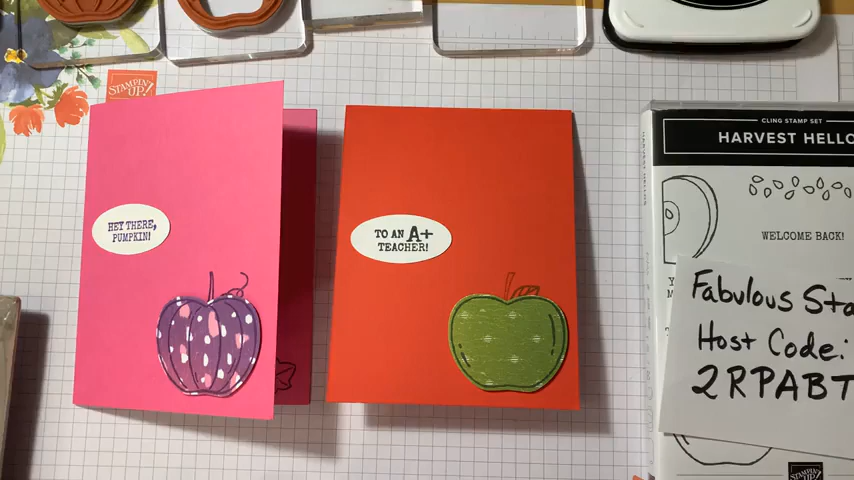 STAMPIN' UP!
HEY THERE,
PUMPKIN!
TO AN A+
TEACHER!
CLING STAMP SET
HARVEST HELLO
WELCOME BACK!
Fabulous
Host Code:
2RPABT
STAMPIN'